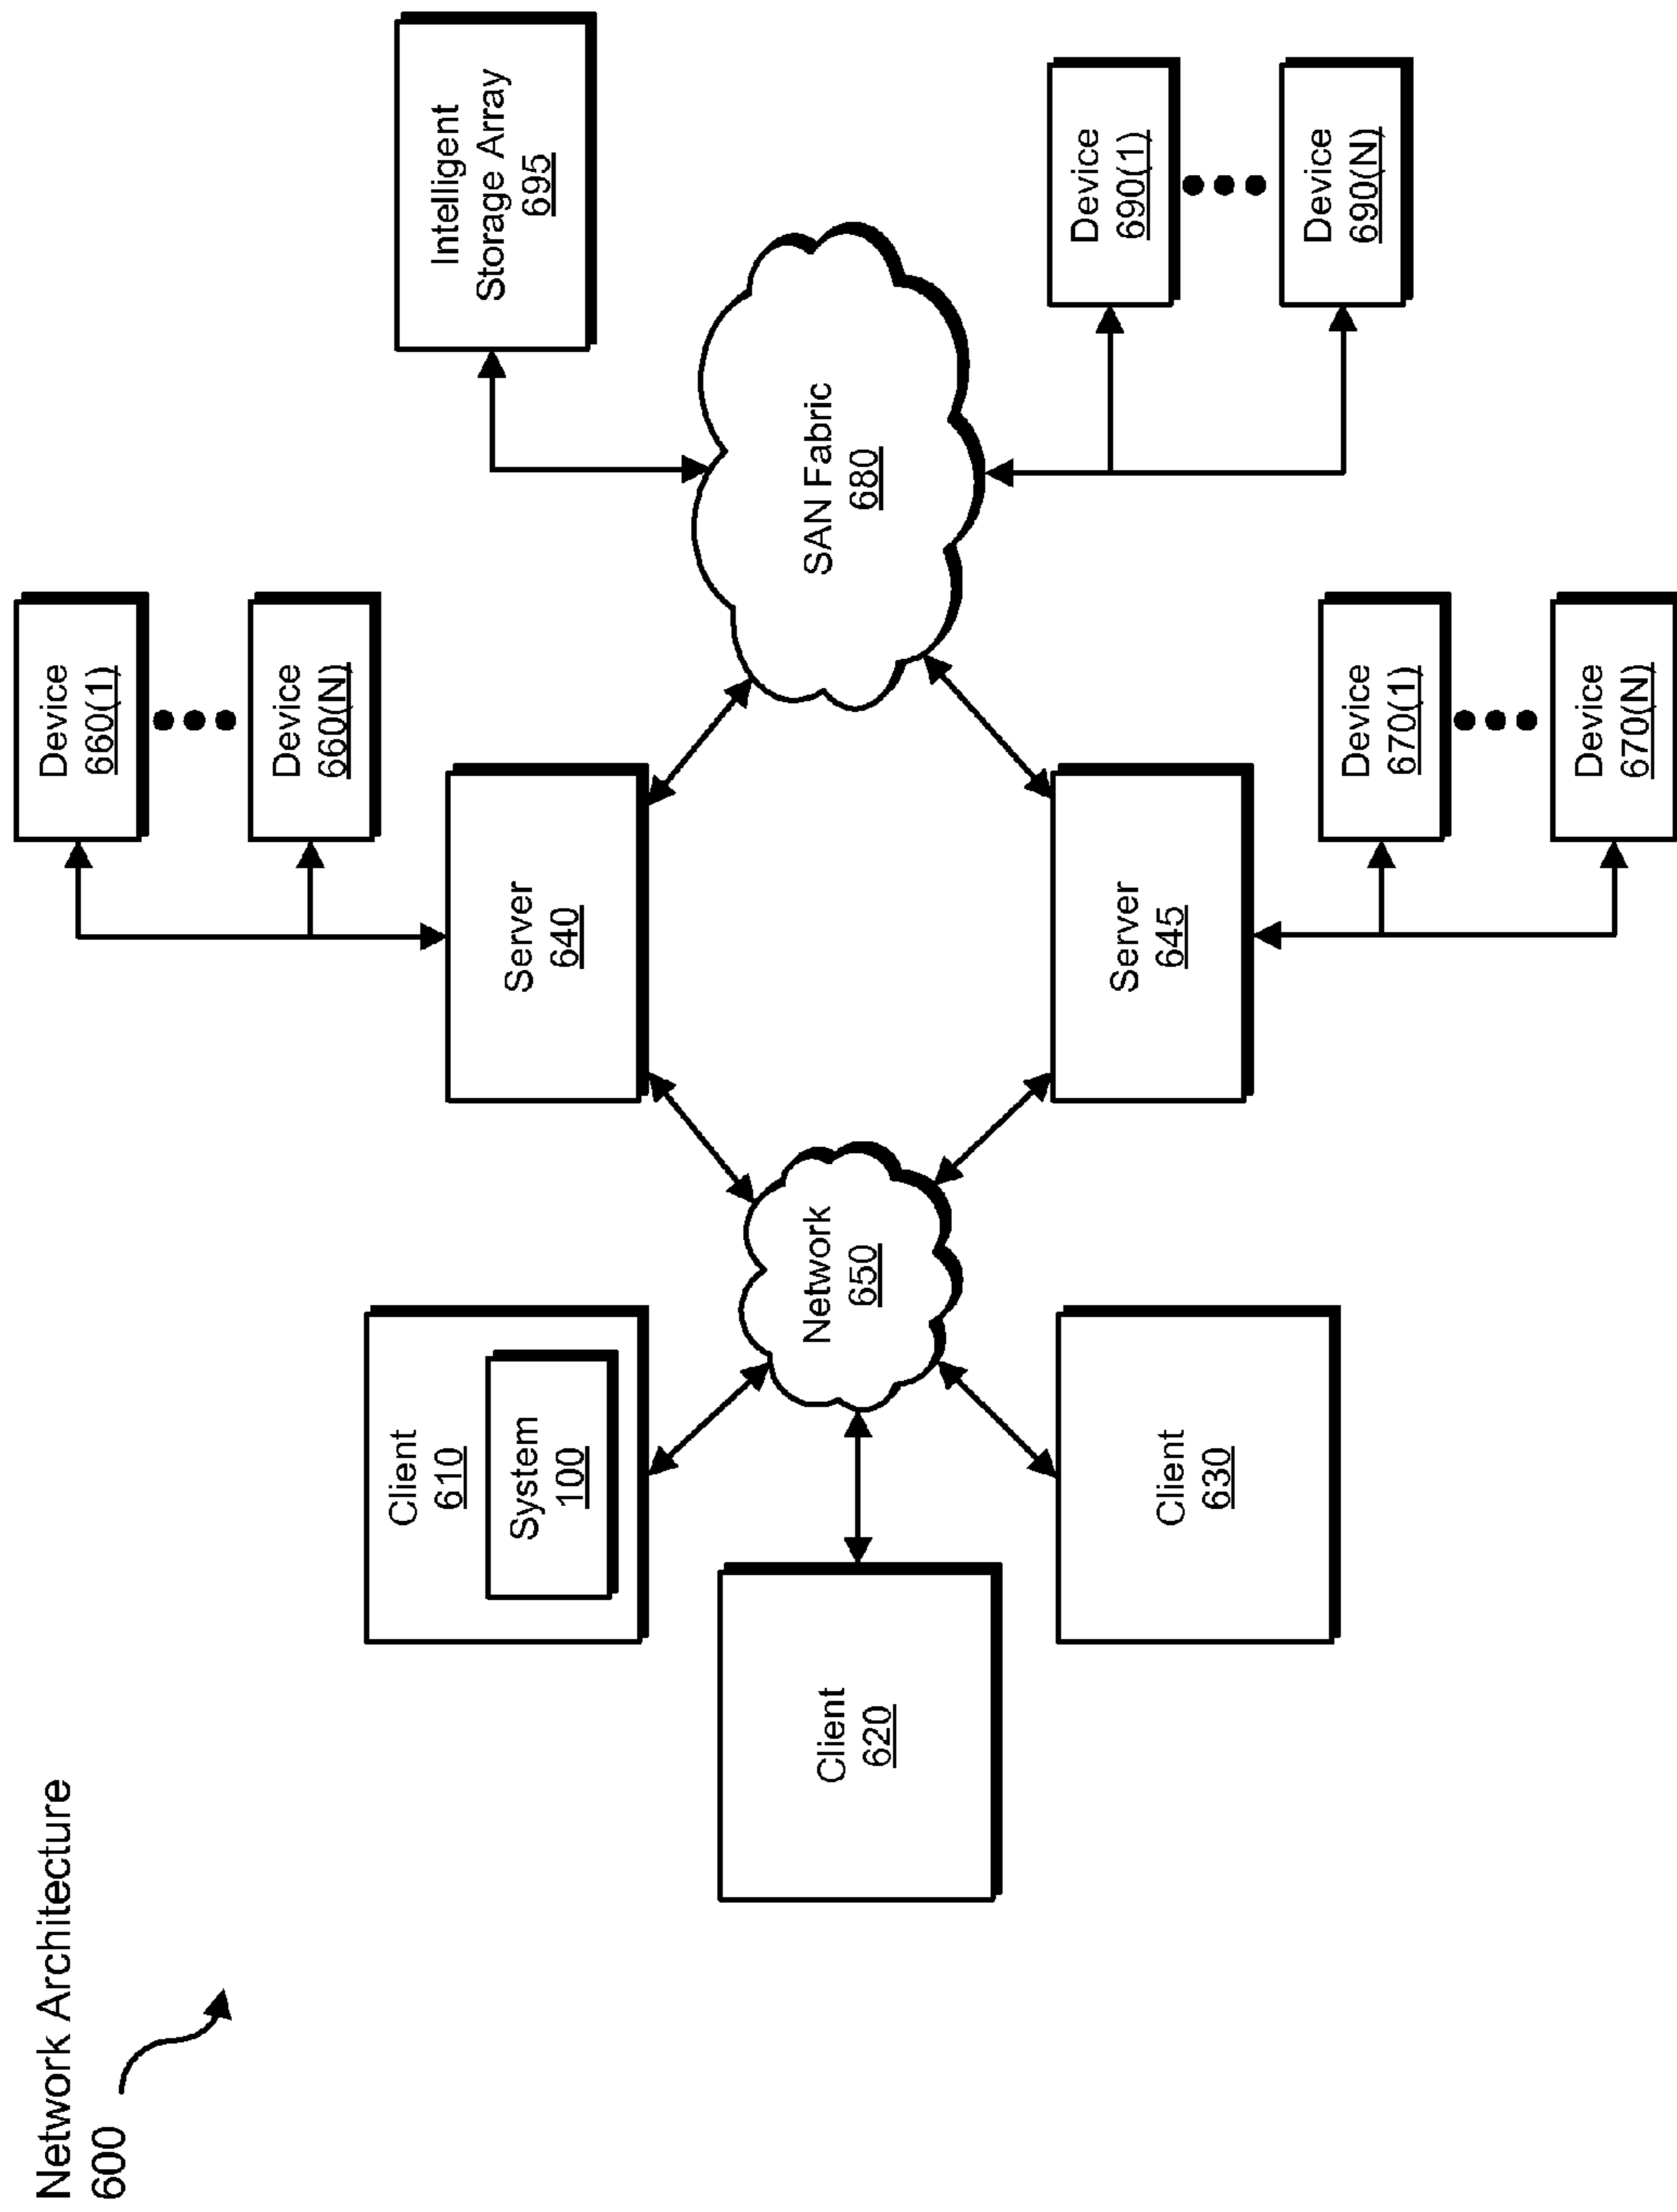 Network Architecture
600
Client
610
System
100
Client
620
Client
630
Network
650
Server
640
Server
645
Device
660(1)
Device
660(N)
Device
670(1)
Device
670(N)
SAN Fabric
680
Intelligent
Storage Array
695
Device
690(1)
Device
690(N)